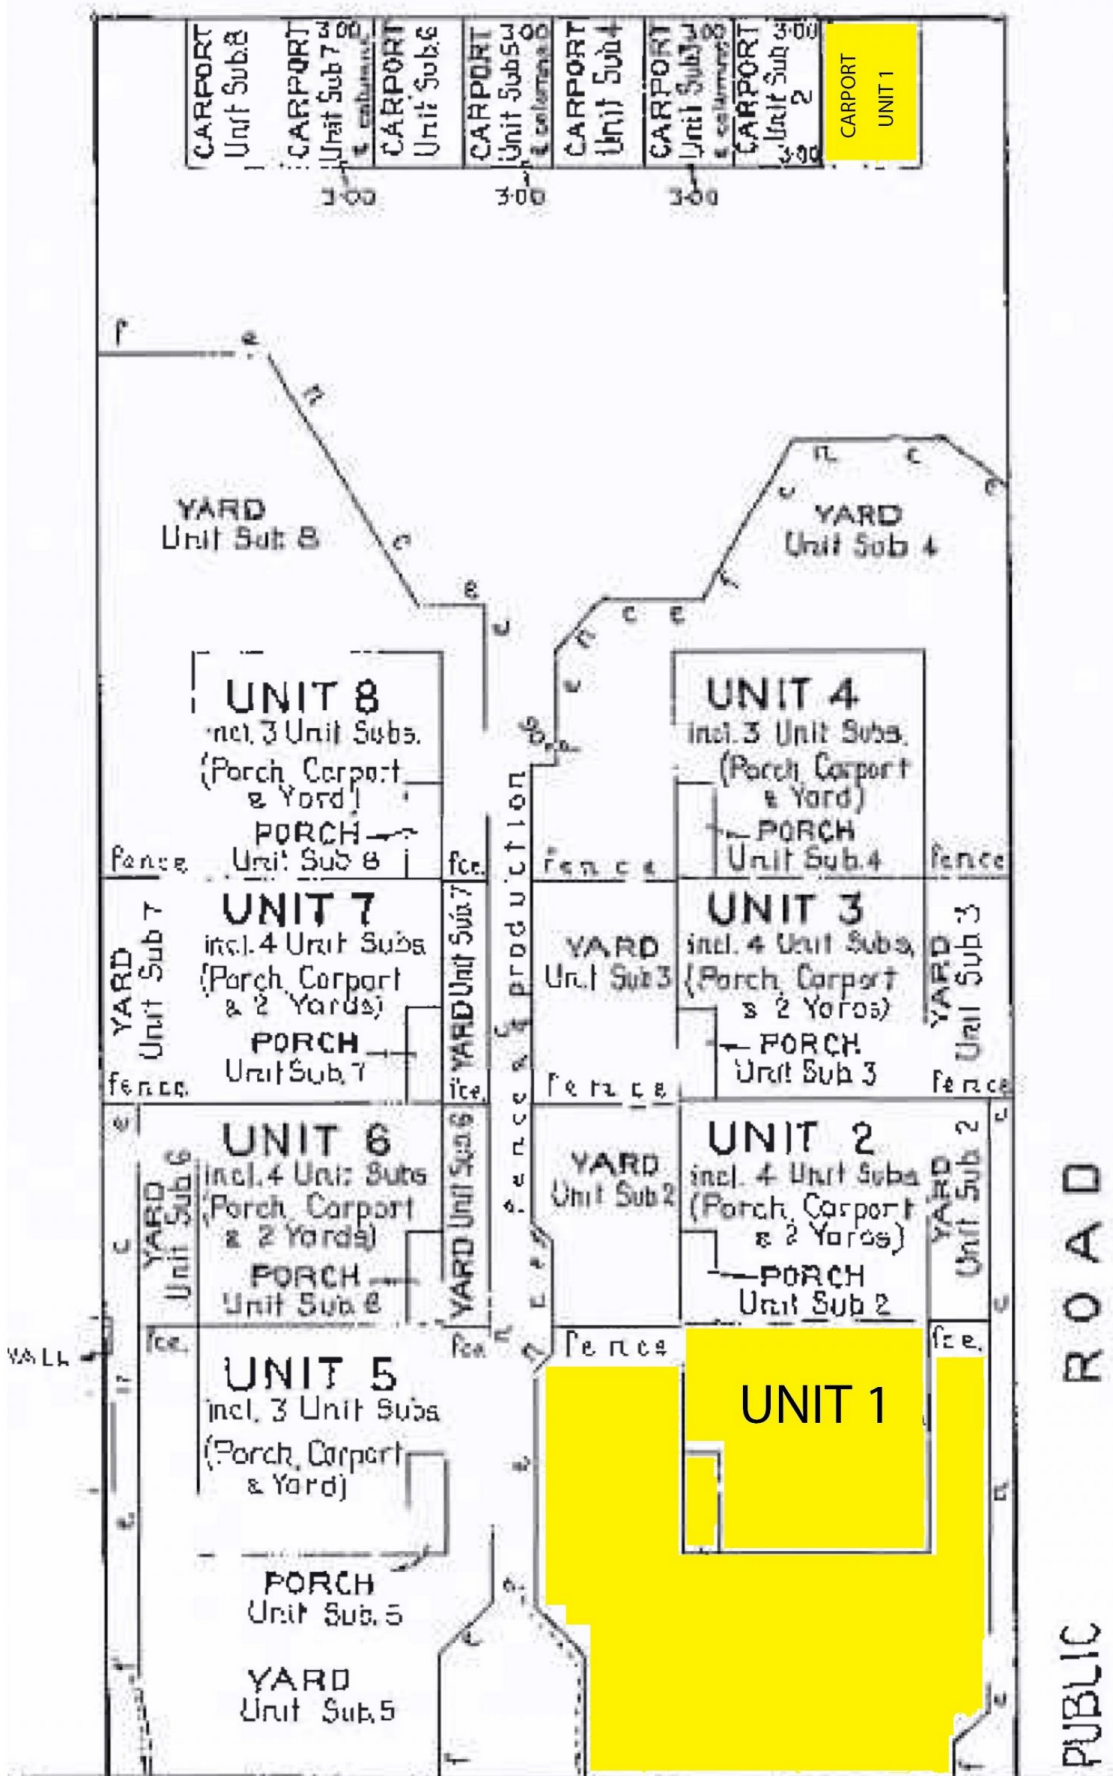 CARPORT
Unit Sub.8
CARPORT
Unit Sub 7
3·00
& columns
CARPORT
Unit Sub.6
CARPORT
Unit Sub5
3·00
& columns
CARPORT
Unit Sub 4
CARPORT
Unit Sub3
3·00
& columns
CARPORT
Unit Sub
2
3·00
3·00
CARPORT
UNIT 1
3·00
3·00
3·00
YARD
Unit Sub 8
YARD
Unit Sub. 4
UNIT 8
incl. 3 Unit Subs.
(Porch, Carport
& Yard)
PORCH
Unit Sub 8
UNIT 4
incl. 3 Unit Subs.
(Porch, Carport
& Yard)
PORCH
Unit Sub.4
fence
fce.
fence
fence
YARD
Unit Sub 7
UNIT 7
incl. 4 Unit Subs
(Porch, Carport
& 2 Yards)
PORCH
Unit Sub.7
YARD Unit Sub.7
fence & production
YARD
Unit Sub3
UNIT 3
incl. 4 Unit Subs,
(Porch, Carport
& 2 Yards)
PORCH
Unit Sub 3
YARD
Unit Sub 3
fence
fce.
fence
fence
YARD
Unit Sub 6
UNIT 6
incl. 4 Unit Subs
(Porch, Carport
& 2 Yards)
PORCH
Unit Sub.6
YARD Unit Sub.6
YARD
Unit Sub2
UNIT 2
incl. 4 Unit Subs
(Porch, Carport
& 2 Yards)
PORCH
Unit Sub 2
YARD
Unit Sub 2
fce.
fce
fence
fce.
WALL
UNIT 5
incl. 3 Unit Subs
(Porch, Carport
& Yard)
PORCH
Unit Sub.5
YARD
Unit Sub.5
UNIT 1
PUBLIC ROAD